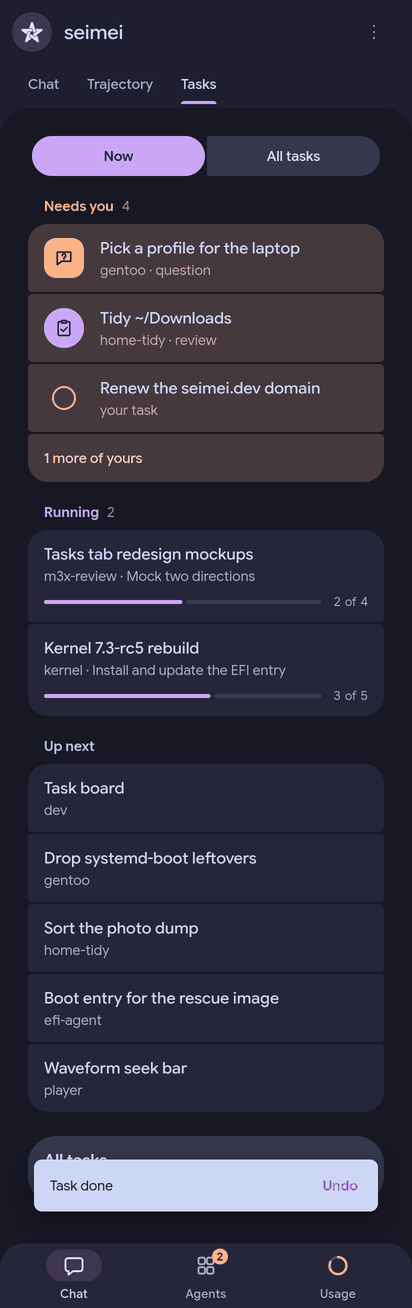 seimei
Chat
Trajectory
Tasks
Now
All tasks
Needs you 4
Pick a profile for the laptop
gentoo · question
Tidy ~/Downloads
home-tidy · review
Renew the seimei.dev domain
your task
1 more of yours
Running 2
Tasks tab redesign mockups
m3x-review · Mock two directions
2 of 4
Kernel 7.3-rc5 rebuild
kernel · Install and update the EFI entry
3 of 5
Up next
Task board
dev
Drop systemd-boot leftovers
gentoo
Sort the photo dump
home-tidy
Boot entry for the rescue image
efi-agent
Waveform seek bar
player
All tasks
Task done
Undo
2
Chat
Agents
Usage